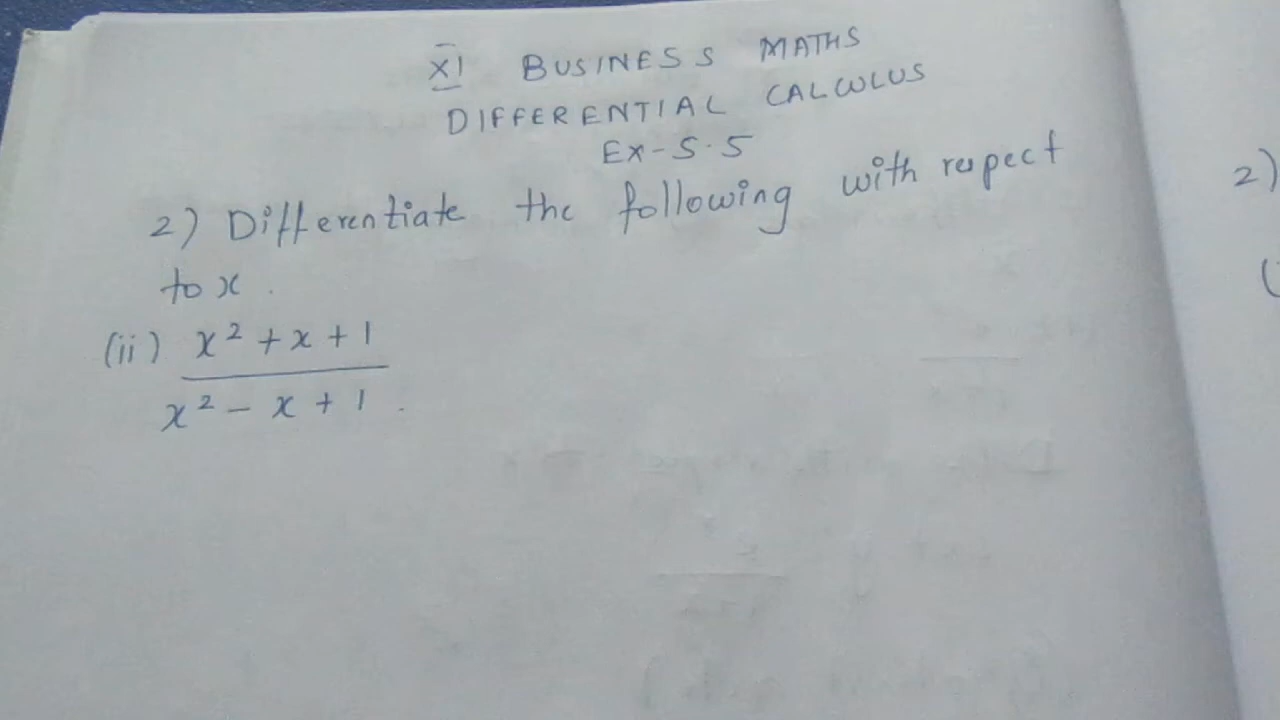 XI BUSINESS MATHS
DIFFERENTIAL CALCULUS
EX-5.5
2) Differentiate the following with respect
to x.
(ii) x² + x + 1
x² - x + 1.
2)
(